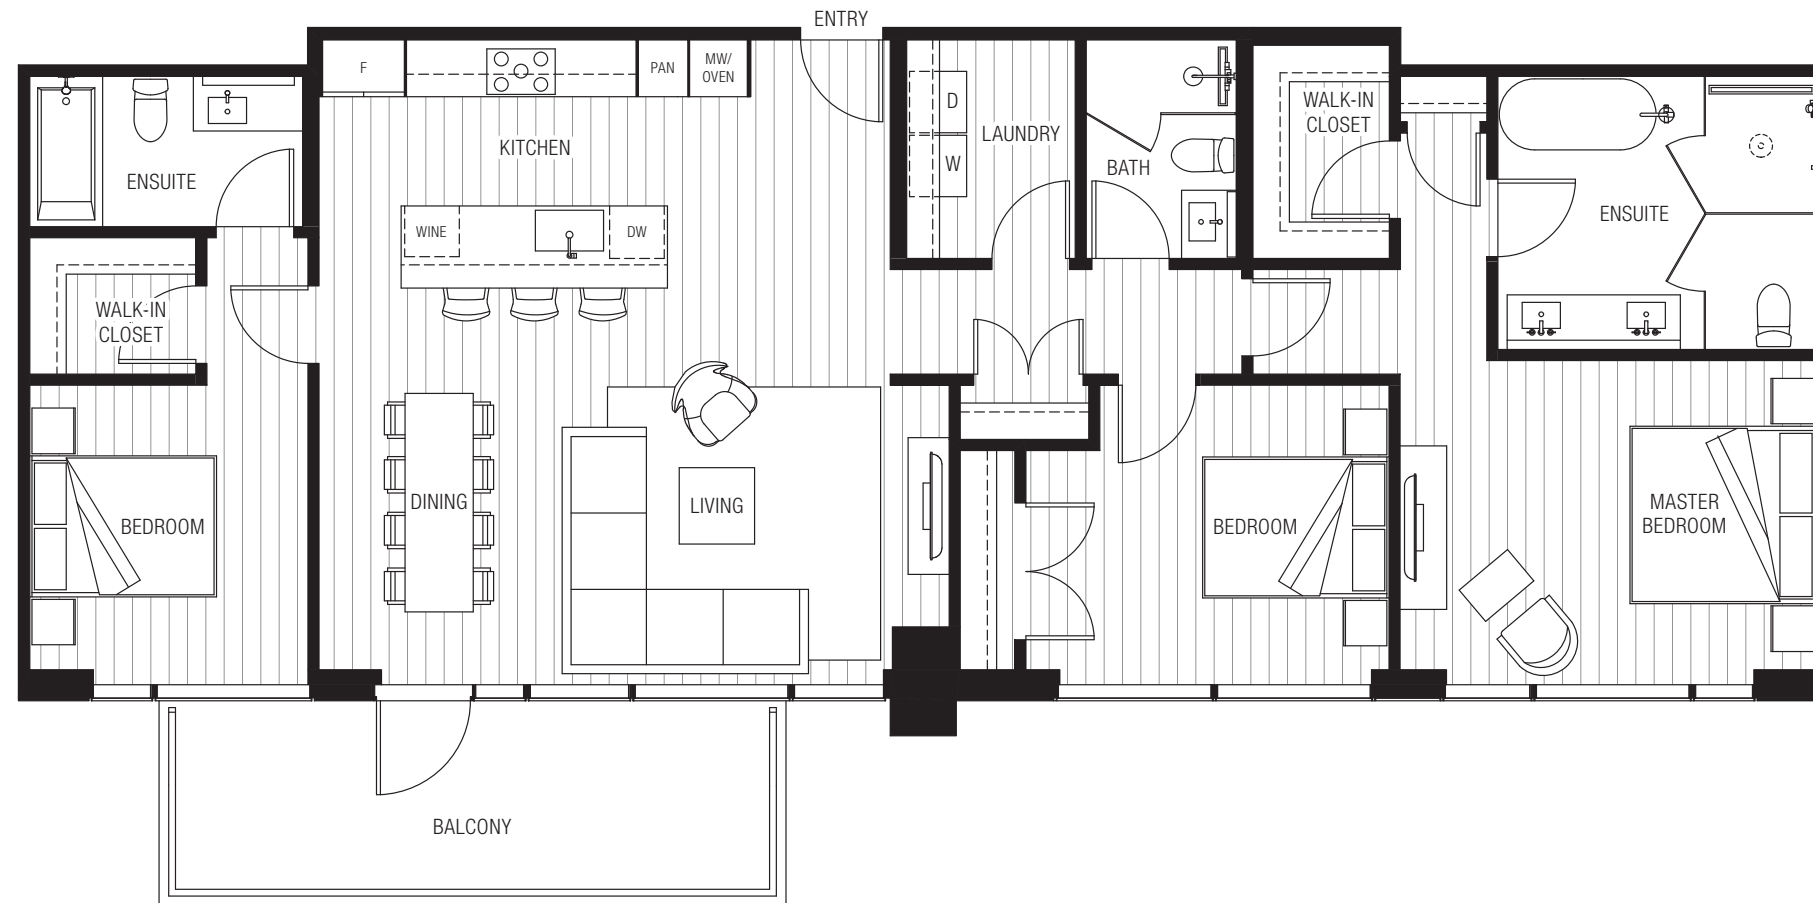 ENTRY
F
PAN
MW/
OVEN
KITCHEN
WINE
DW
D
W
LAUNDRY
BATH
WALK-IN
CLOSET
ENSUITE
ENSUITE
WALK-IN
CLOSET
BEDROOM
DINING
LIVING
BEDROOM
MASTER
BEDROOM
BALCONY